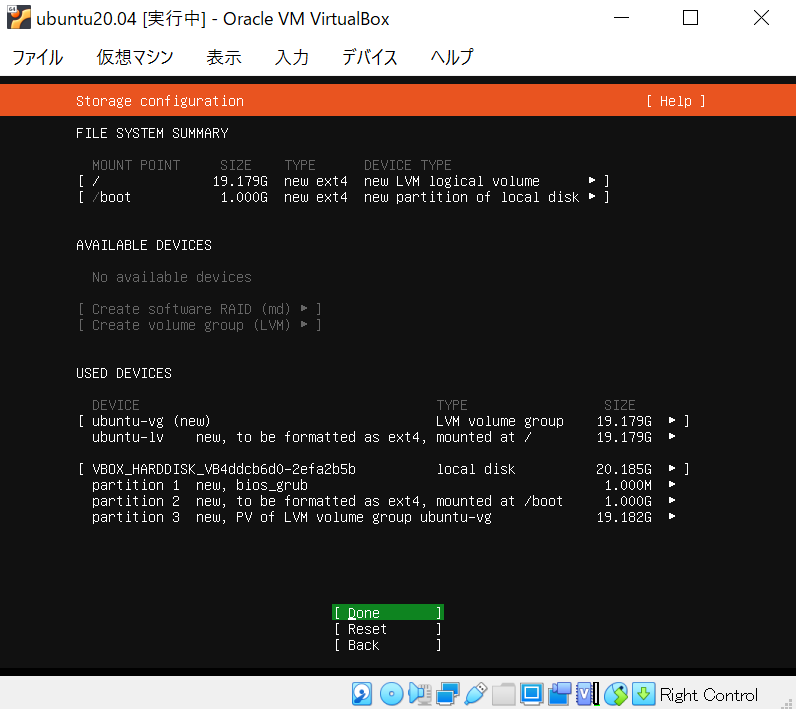 ubuntu20.04 [実行中] - Oracle VM VirtualBox
ファイル 仮想マシン 表示 入力 デバイス ヘルプ
Storage configuration [ Help ]
FILE SYSTEM SUMMARY
MOUNT POINT SIZE TYPE DEVICE TYPE
[ / 19.179G new ext4 new LVM logical volume ▸ ]
[ /boot 1.000G new ext4 new partition of local disk ▸ ]
AVAILABLE DEVICES
No available devices
[ Create software RAID (md) ▸ ]
[ Create volume group (LVM) ▸ ]
USED DEVICES
DEVICE TYPE SIZE
[ ubuntu-vg (new) LVM volume group 19.179G ▸ ]
ubuntu-lv new, to be formatted as ext4, mounted at / 19.179G ▸
[ VBOX_HARDDISK_VB4ddcb6d0-2efa2b5b local disk 20.185G ▸ ]
partition 1 new, bios_grub 1.000M ▸
partition 2 new, to be formatted as ext4, mounted at /boot 1.000G ▸
partition 3 new, PV of LVM volume group ubuntu-vg 19.182G ▸
[ Done ]
[ Reset ]
[ Back ]
Right Control